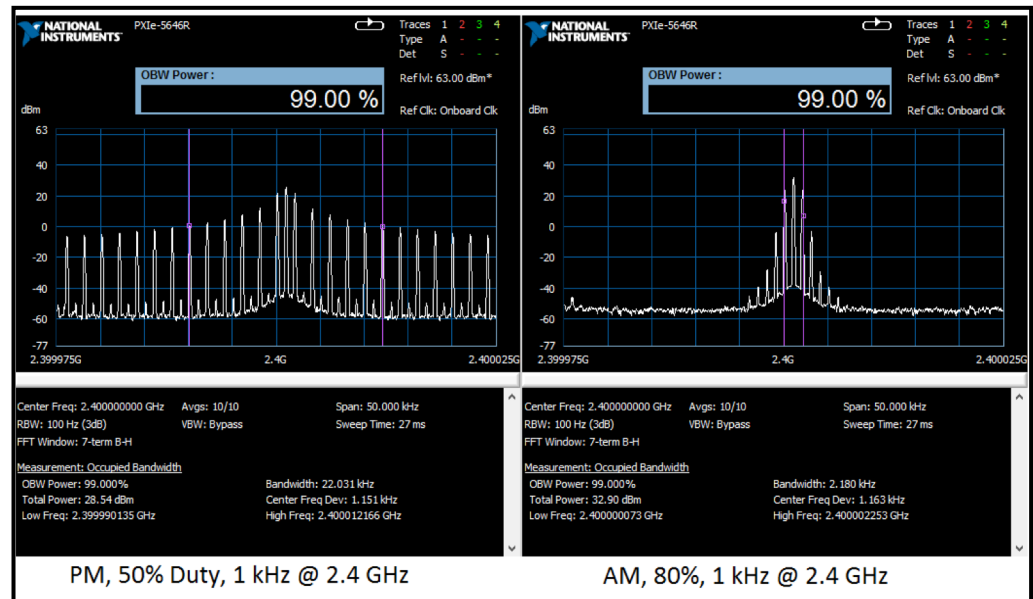 NATIONAL INSTRUMENTS
PXIe-5646R
Traces 1 2 3 4
Type A - - -
Det S - - -
OBW Power :
99.00 %
Ref lvl: 63.00 dBm*
Ref Clk: Onboard Clk
dBm
63
40
20
0
-20
-40
-60
-77
2.399975G
2.4G
2.400025G
Center Freq: 2.400000000 GHz Avgs: 10/10 Span: 50.000 kHz
RBW: 100 Hz (3dB) VBW: Bypass Sweep Time: 27 ms
FFT Window: 7-term B-H
Measurement: Occupied Bandwidth
OBW Power: 99.000% Bandwidth: 22.031 kHz
Total Power: 28.54 dBm Center Freq Dev: 1.151 kHz
Low Freq: 2.399990135 GHz High Freq: 2.400012166 GHz
PM, 50% Duty, 1 kHz @ 2.4 GHz
NATIONAL INSTRUMENTS
PXIe-5646R
Traces 1 2 3 4
Type A - - -
Det S - - -
OBW Power :
99.00 %
Ref lvl: 63.00 dBm*
Ref Clk: Onboard Clk
dBm
63
40
20
0
-20
-40
-60
-77
2.399975G
2.4G
2.400025G
Center Freq: 2.400000000 GHz Avgs: 10/10 Span: 50.000 kHz
RBW: 100 Hz (3dB) VBW: Bypass Sweep Time: 27 ms
FFT Window: 7-term B-H
Measurement: Occupied Bandwidth
OBW Power: 99.000% Bandwidth: 2.180 kHz
Total Power: 32.90 dBm Center Freq Dev: 1.163 kHz
Low Freq: 2.400000073 GHz High Freq: 2.400002253 GHz
AM, 80%, 1 kHz @ 2.4 GHz